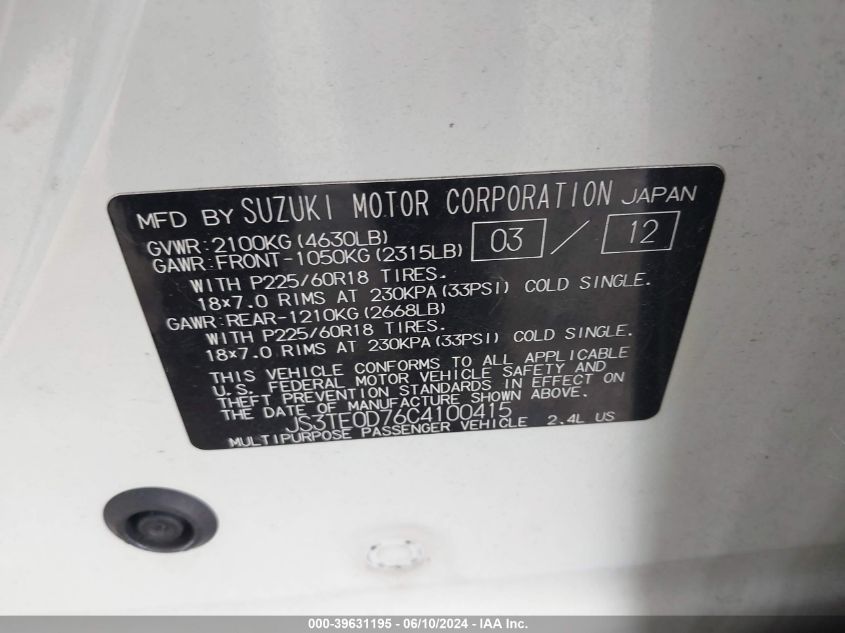 MFD BY SUZUKI MOTOR CORPORATION JAPAN
GVWR:2100KG(4630LB)
03 / 12
GAWR:FRONT-1050KG(2315LB)
WITH P225/60R18 TIRES.
18×7.0 RIMS AT 230KPA(33PSI) COLD SINGLE.
GAWR:REAR-1210KG(2668LB)
WITH P225/60R18 TIRES.
18×7.0 RIMS AT 230KPA(33PSI) COLD SINGLE.
THIS VEHICLE CONFORMS TO ALL APPLICABLE
U.S. FEDERAL MOTOR VEHICLE SAFETY AND
THEFT PREVENTION STANDARDS IN EFFECT ON
THE DATE OF MANUFACTURE SHOWN ABOVE.
JS3TE0D76C4100415
MULTIPURPOSE PASSENGER VEHICLE 2.4L US
000-39631195 - 06/10/2024 - IAA, Inc.